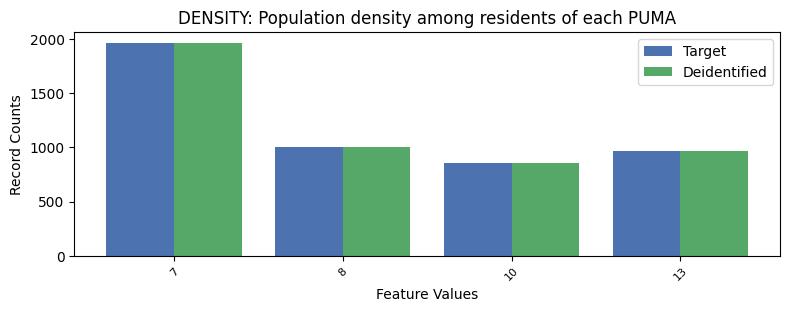 DENSITY: Population density among residents of each PUMA
Target
Deidentified
2000
1500
1000
500
0
Record Counts
7
8
10
13
Feature Values